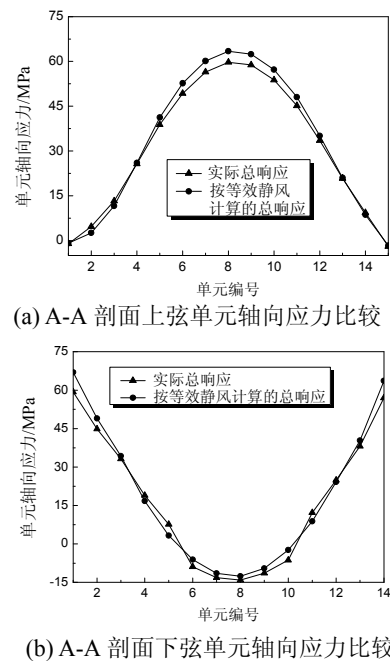 75
60
45
30
15
0
单元轴向应力/MPa
实际总响应
按等效静风
计算的总响应
2 4 6 8 10 12 14
单元编号
(a) A-A 剖面上弦单元轴向应力比较
75
60
45
30
15
0
-15
单元轴向应力/MPa
实际总响应
按等效静风计算的总响应
2 4 6 8 10 12 14
单元编号
(b) A-A 剖面下弦单元轴向应力比较